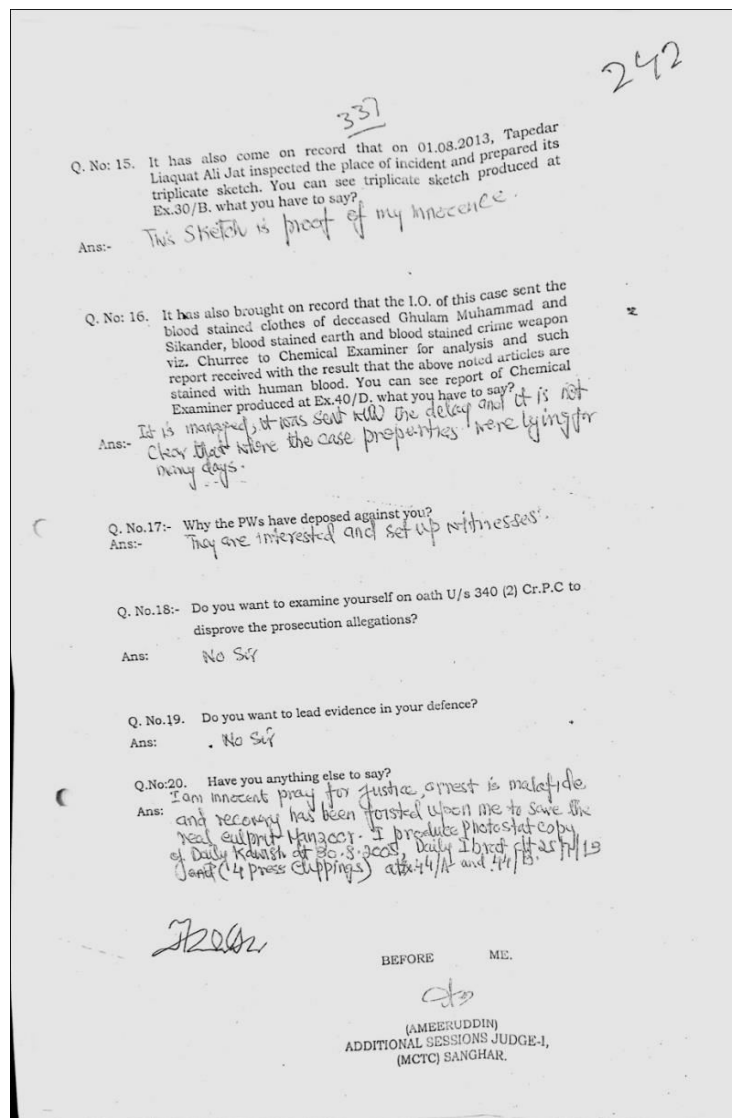 242
337
Q. No: 15. It has also come on record that on 01.08.2013, Tapedar
Liaquat Ali Jat inspected the place of incident and prepared its
triplicate sketch. You can see triplicate sketch produced at
Ex.30/B. what you have to say?
Ans:- This Sketch is proof of my innocence.
Q. No: 16. It has also brought on record that the I.O. of this case sent the
blood stained clothes of deceased Ghulam Muhammad and
Sikander, blood stained earth and blood stained crime weapon
viz. Churree to Chemical Examiner for analysis and such
report received with the result that the above noted articles are
stained with human blood. You can see report of Chemical
Examiner produced at Ex.40/D. what you have to say?
Ans:- It is managed, it was sent with the delay and it is not
clear that where the case properties were lying for
many days.
Q. No.17:- Why the PWs have deposed against you?
Ans:- They are interested and set up witnesses.
Q. No.18:- Do you want to examine yourself on oath U/s 340 (2) Cr.P.C to
disprove the prosecution allegations?
Ans: No Sir
Q. No.19. Do you want to lead evidence in your defence?
Ans: . No Sir
Q.No:20. Have you anything else to say?
Ans: I am innocent pray for justice, arrest is malafide
and recovery has been foisted upon me to save the
real culprit Manzoor. I produce Photostat copy
of Daily Kawish dt 30.8.2005, Daily Ibrat dt 25/
and (4 press clippings) at Ex.44/A and 44/B.
BEFORE ME.
(AMEERUDDIN)
ADDITIONAL SESSIONS JUDGE-I,
(MCTC) SANGHAR.